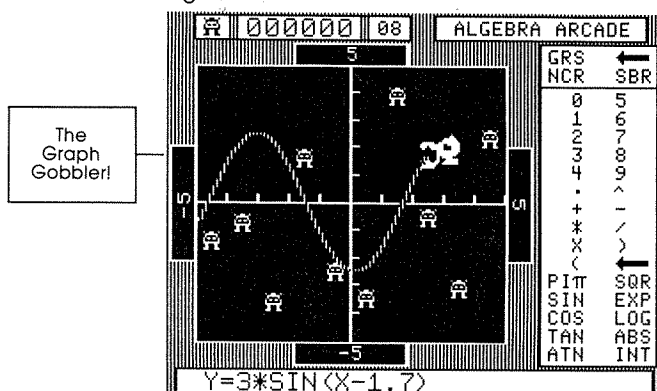 000000 08 ALGEBRA ARCADE
5
GRS ←
NCR SBR
0 5
1 6
2 7
3 8
4 9
. ^
+ -
* /
X )
( ←
PIπ SQR
SIN EXP
COS LOG
TAN ABS
ATN INT
The
Graph
Gobbler!
-5
5
-5
Y=3*SIN(X-1.7)